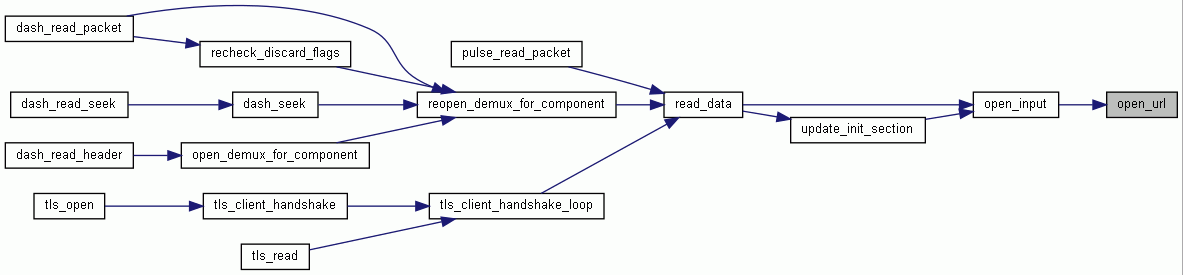 dash_read_packet
recheck_discard_flags
pulse_read_packet
dash_read_seek
dash_seek
reopen_demux_for_component
read_data
open_input
open_url
update_init_section
dash_read_header
open_demux_for_component
tls_open
tls_client_handshake
tls_client_handshake_loop
tls_read